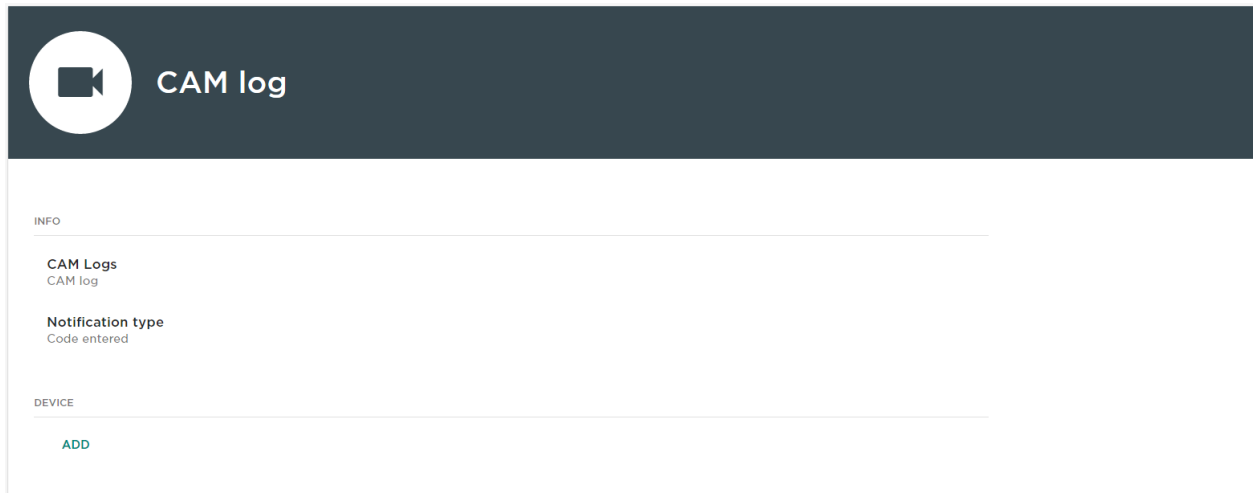 CAM log
INFO
CAM Logs
CAM log
Notification type
Code entered
DEVICE
ADD